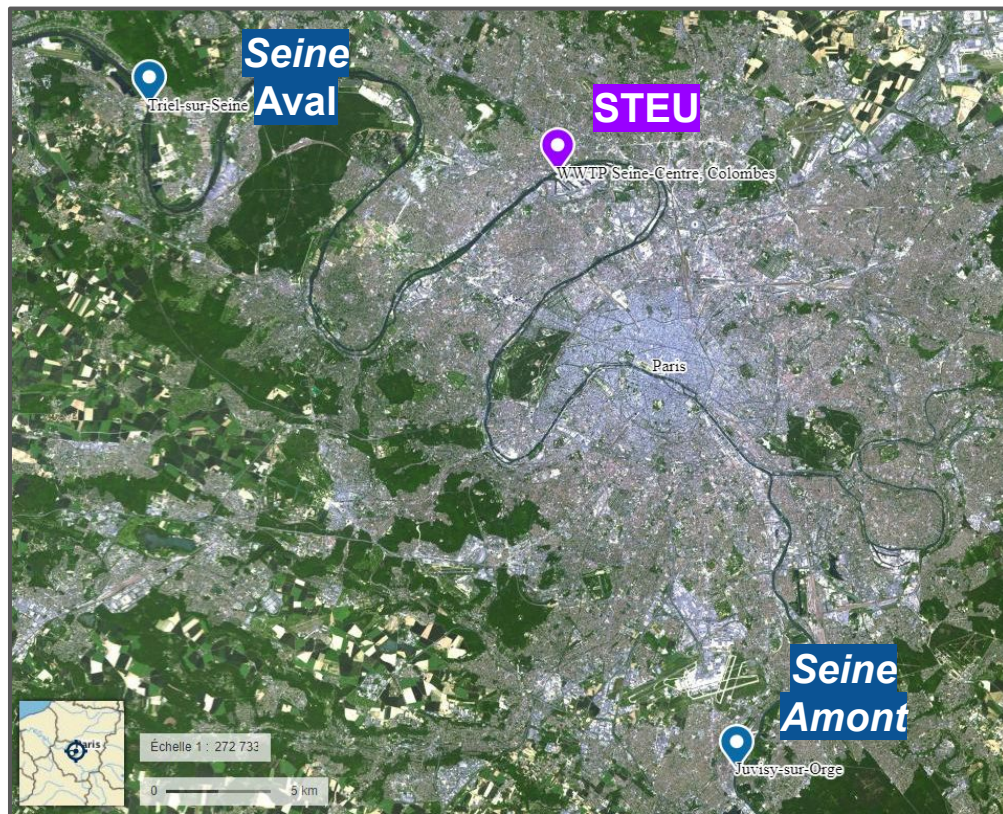 Seine
Aval
Triel-sur-Seine
STEU
WWTP Seine-Centre, Colombes
Paris
Seine
Amont
Juvisy-sur-Orge
Paris
Échelle 1 : 272 733
0 5 km